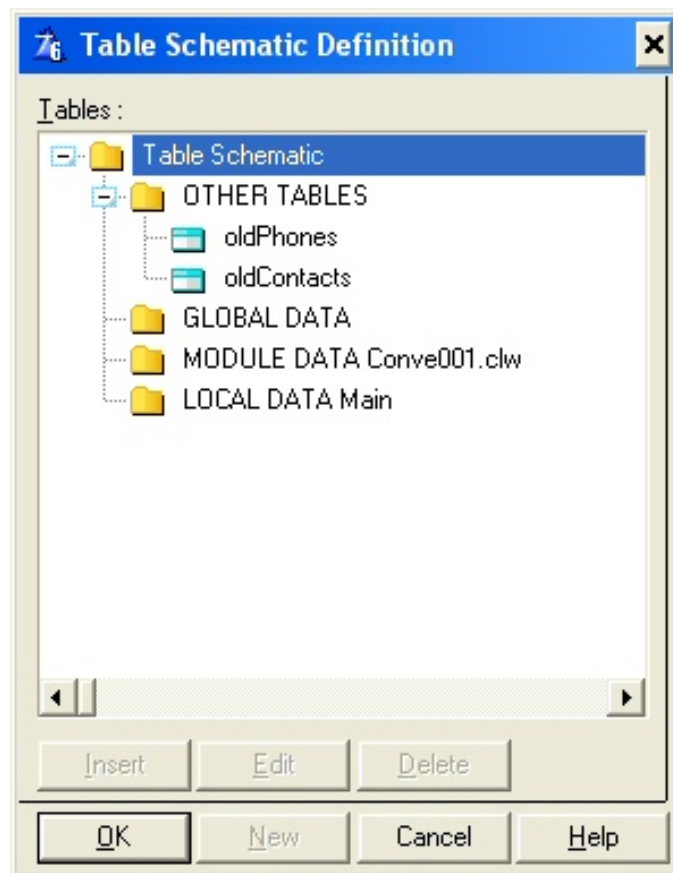 Table Schematic Definition
Tables :
Table Schematic
OTHER TABLES
oldPhones
oldContacts
GLOBAL DATA
MODULE DATA Conve001.clw
LOCAL DATA Main
Insert Edit Delete
OK New Cancel Help